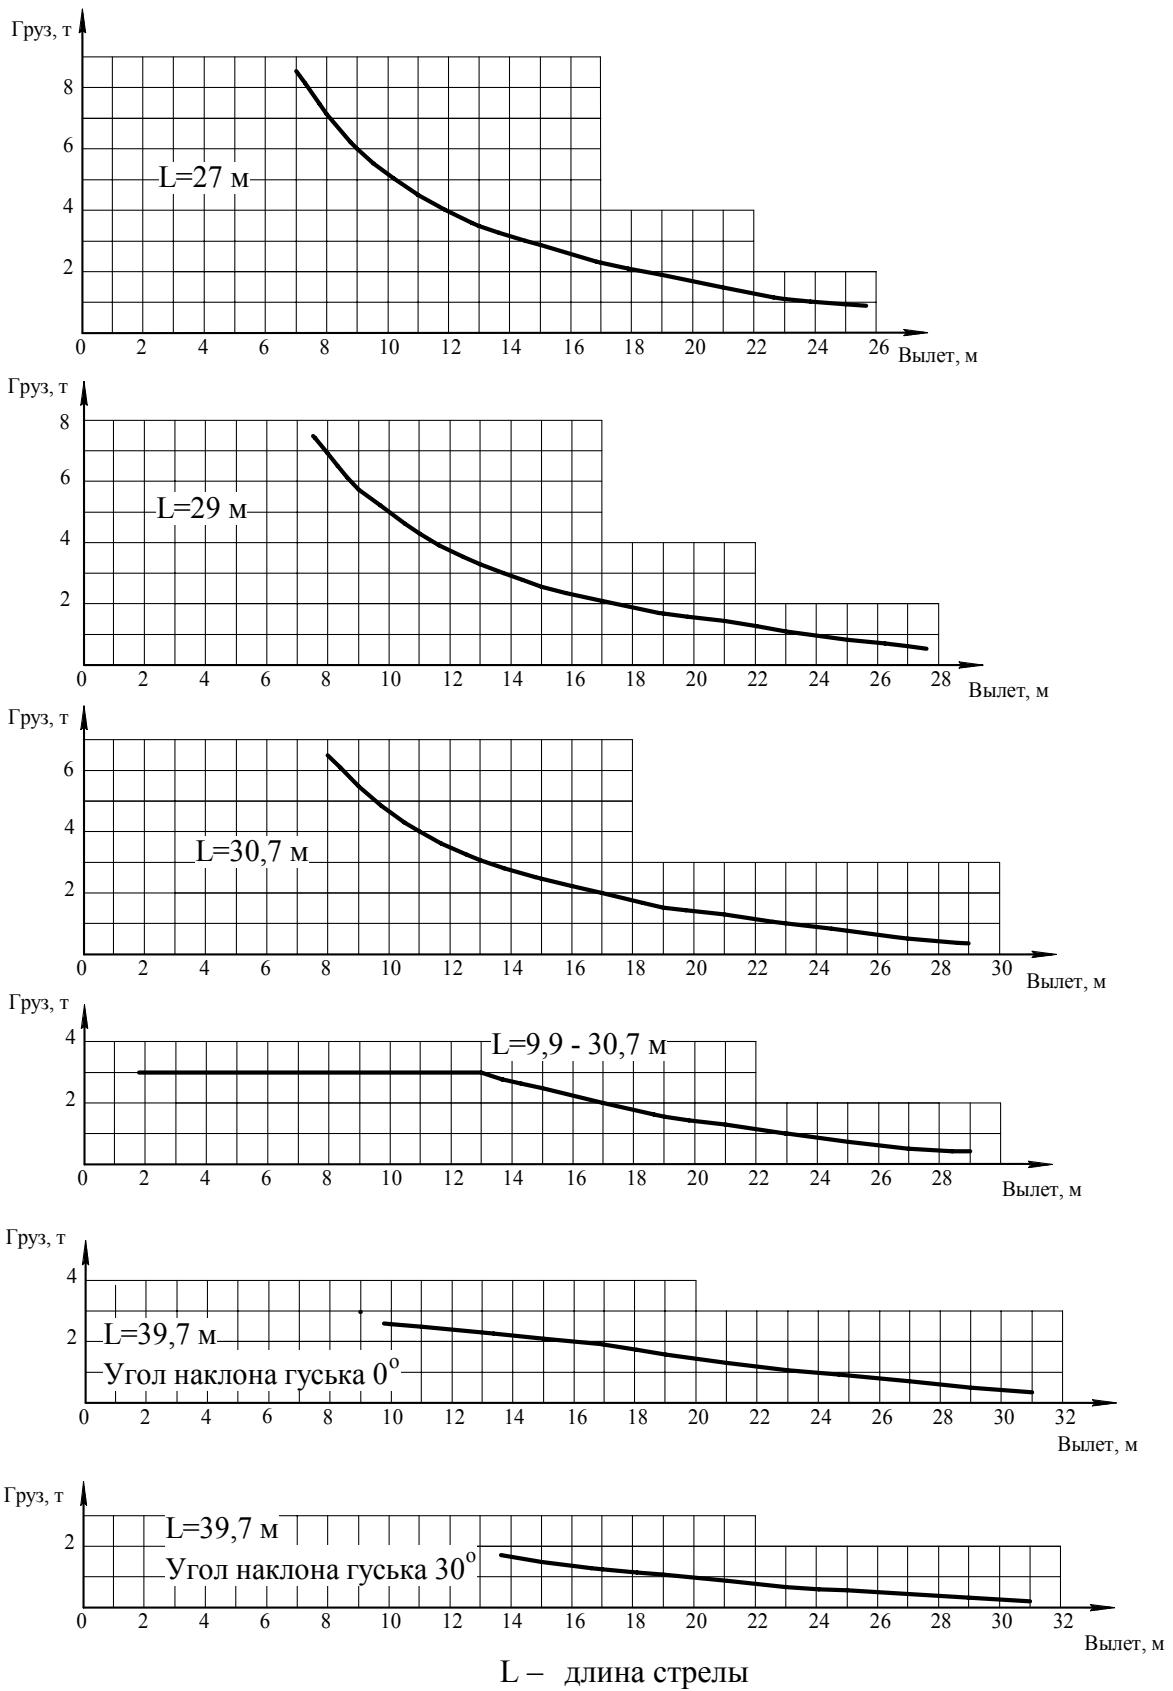 Груз, т
8
6
L=27 м
4
2
0 2 4 6 8 10 12 14 16 18 20 22 24 26 Вылет, м
Груз, т
8
6
L=29 м
4
2
0 2 4 6 8 10 12 14 16 18 20 22 24 26 28 Вылет, м
Груз, т
6
4
L=30,7 м
2
0 2 4 6 8 10 12 14 16 18 20 22 24 26 28 30
Вылет, м
Груз, т
4 L=9,9 - 30,7 м
2
0 2 4 6 8 10 12 14 16 18 20 22 24 26 28
Вылет, м
Груз, т
4
2 L=39,7 м
Угол наклона гуська 0°
0 2 4 6 8 10 12 14 16 18 20 22 24 26 28 30 32
Вылет, м
Груз, т
L=39,7 м
2
Угол наклона гуська 30°
0 2 4 6 8 10 12 14 16 18 20 22 24 26 28 30 32
Вылет, м
L – длина стрелы